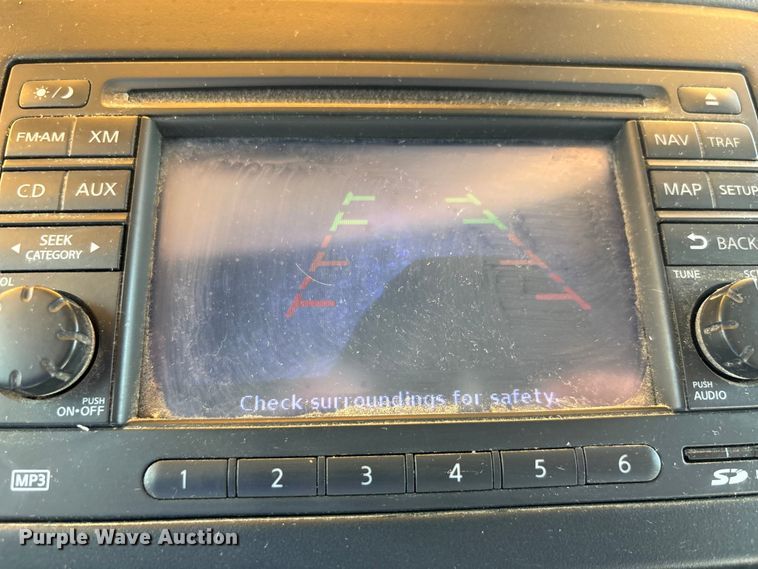 FM·AM XM
CD AUX
SEEK
CATEGORY
PUSH
ON•OFF
NAV TRAF
MAP SETUP
BACK
TUNE
PUSH
AUDIO
Check surroundings for safety.
MP3
1 2 3 4 5 6
SD
Purple Wave Auction